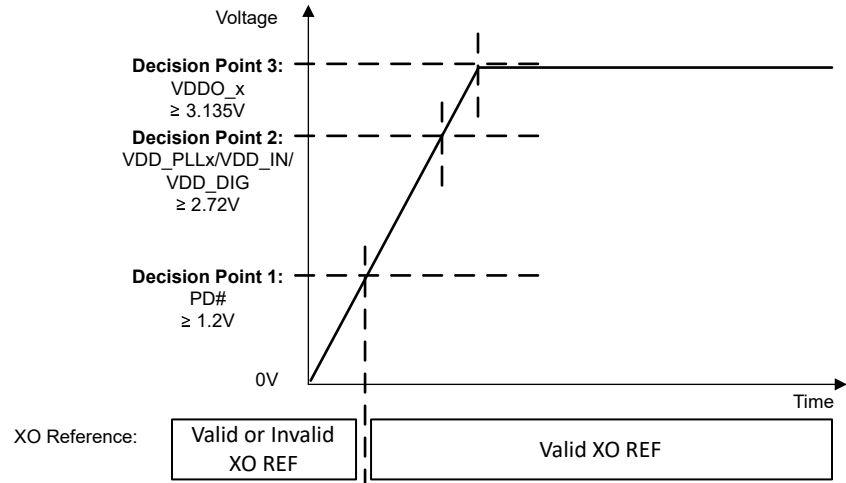 Voltage
Decision Point 3:
VDDO_x
≥ 3.135V
Decision Point 2:
VDD_PLLx/VDD_IN/
VDD_DIG
≥ 2.72V
Decision Point 1:
PD#
≥ 1.2V
0V
Time
XO Reference:
Valid or Invalid
XO REF
Valid XO REF